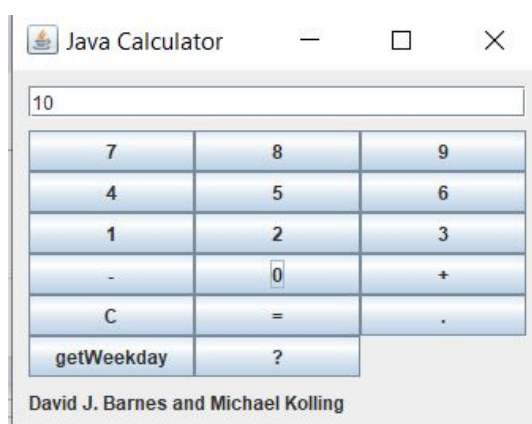 Java Calculator
10
7 8 9
4 5 6
1 2 3
- 0 +
C = .
getWeekday ?
David J. Barnes and Michael Kolling